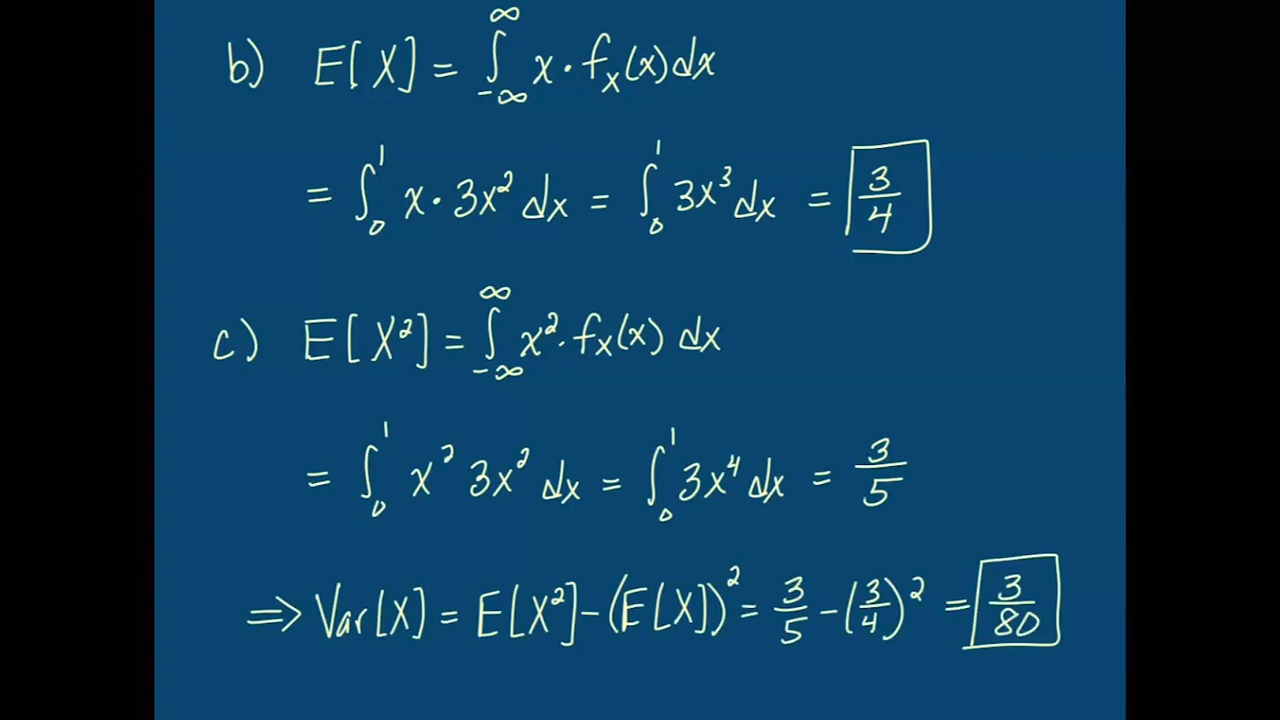 b) E[X] = ∫_{-∞}^{∞} x · f_X(x) dx
= ∫_0^1 x · 3x² dx = ∫_0^1 3x³ dx = 3/4
c) E[X²] = ∫_{-∞}^{∞} x² · f_X(x) dx
= ∫_0^1 x² 3x² dx = ∫_0^1 3x⁴ dx = 3/5
⇒ Var[X] = E[X²] - (E[X])² = 3/5 - (3/4)² = 3/80